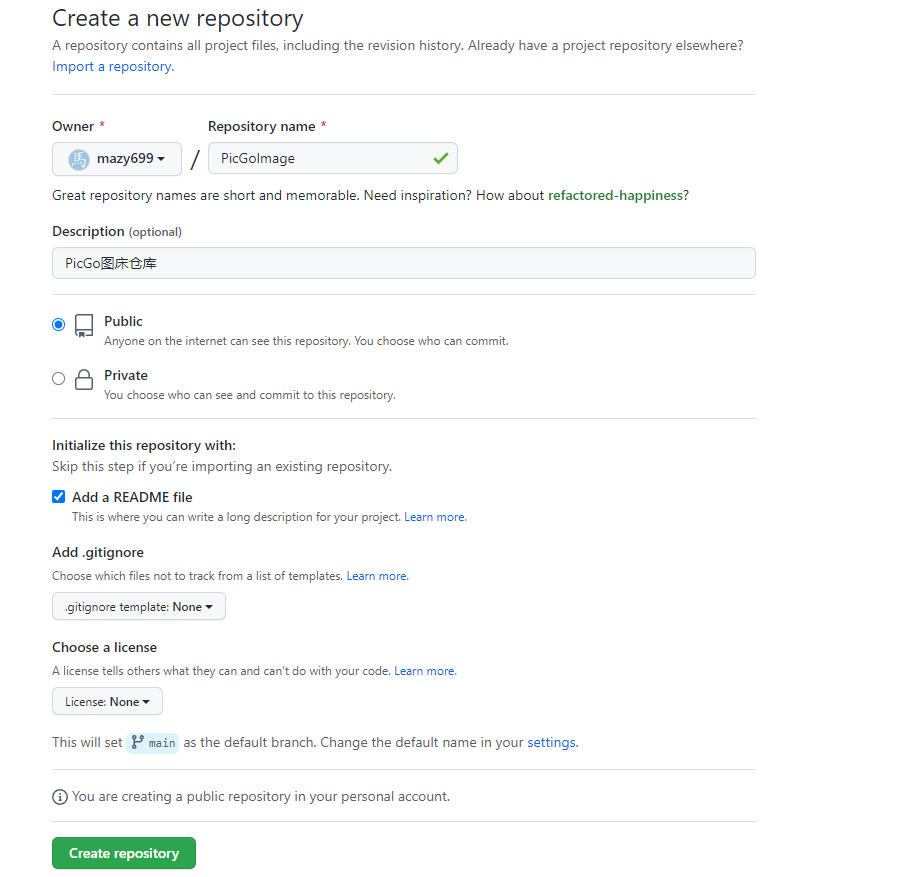 Create a new repository
A repository contains all project files, including the revision history. Already have a project repository elsewhere?
Import a repository.
Owner * Repository name *
馬 mazy699 / PicGoImage
Great repository names are short and memorable. Need inspiration? How about refactored-happiness?
Description (optional)
PicGo图床仓库
Public
Anyone on the internet can see this repository. You choose who can commit.
Private
You choose who can see and commit to this repository.
Initialize this repository with:
Skip this step if you’re importing an existing repository.
Add a README file
This is where you can write a long description for your project. Learn more.
Add .gitignore
Choose which files not to track from a list of templates. Learn more.
.gitignore template: None
Choose a license
A license tells others what they can and can't do with your code. Learn more.
License: None
This will set main as the default branch. Change the default name in your settings.
You are creating a public repository in your personal account.
Create repository